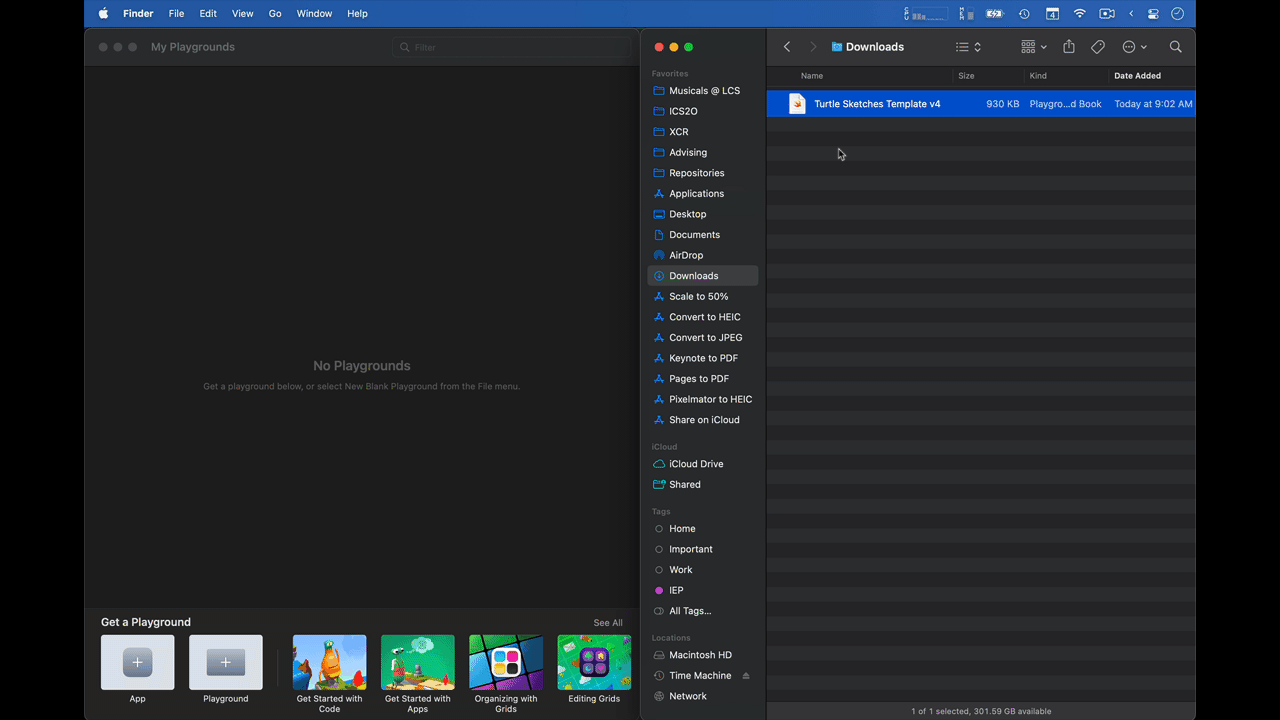 Finder File Edit View Go Window Help
4
My Playgrounds
Filter
No Playgrounds
Get a playground below, or select New Blank Playground from the File menu.
Get a Playground
See All
App
Playground
Get Started with Code
Get Started with Apps
Organizing with Grids
Editing Grids
Favorites
Musicals @ LCS
ICS2O
XCR
Advising
Repositories
Applications
Desktop
Documents
AirDrop
Downloads
Scale to 50%
Convert to HEIC
Convert to JPEG
Keynote to PDF
Pages to PDF
Pixelmator to HEIC
Share on iCloud
iCloud
iCloud Drive
Shared
Tags
Home
Important
Work
IEP
All Tags...
Locations
Macintosh HD
Time Machine
Network
Downloads
Name Size Kind Date Added
Turtle Sketches Template v4 930 KB Playgro...d Book Today at 9:02 AM
1 of 1 selected, 301.59 GB available